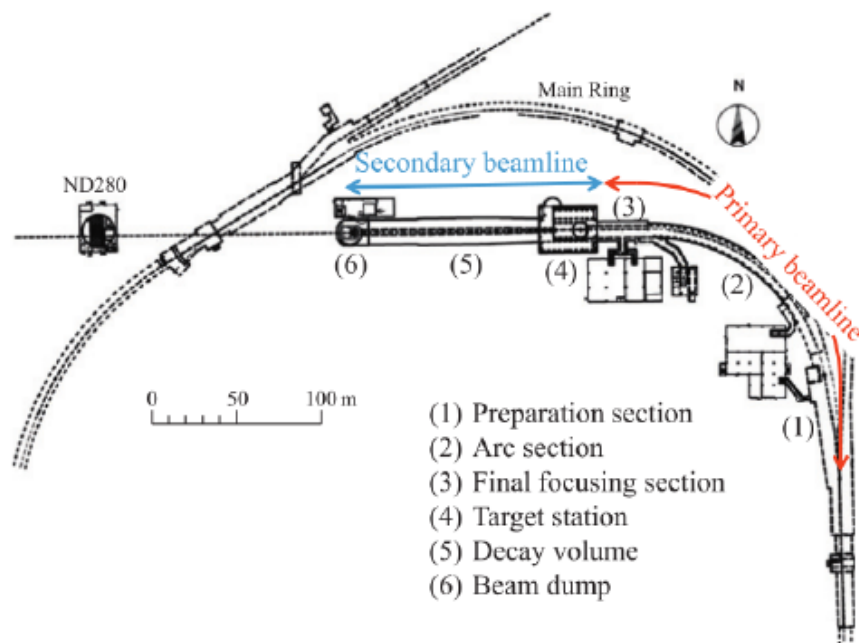 N
Main Ring
Secondary beamline
ND280
Primary beamline
(3)
(6)
(5)
(4)
(2)
0
50
100 m
(1)
(1) Preparation section
(2) Arc section
(3) Final focusing section
(4) Target station
(5) Decay volume
(6) Beam dump